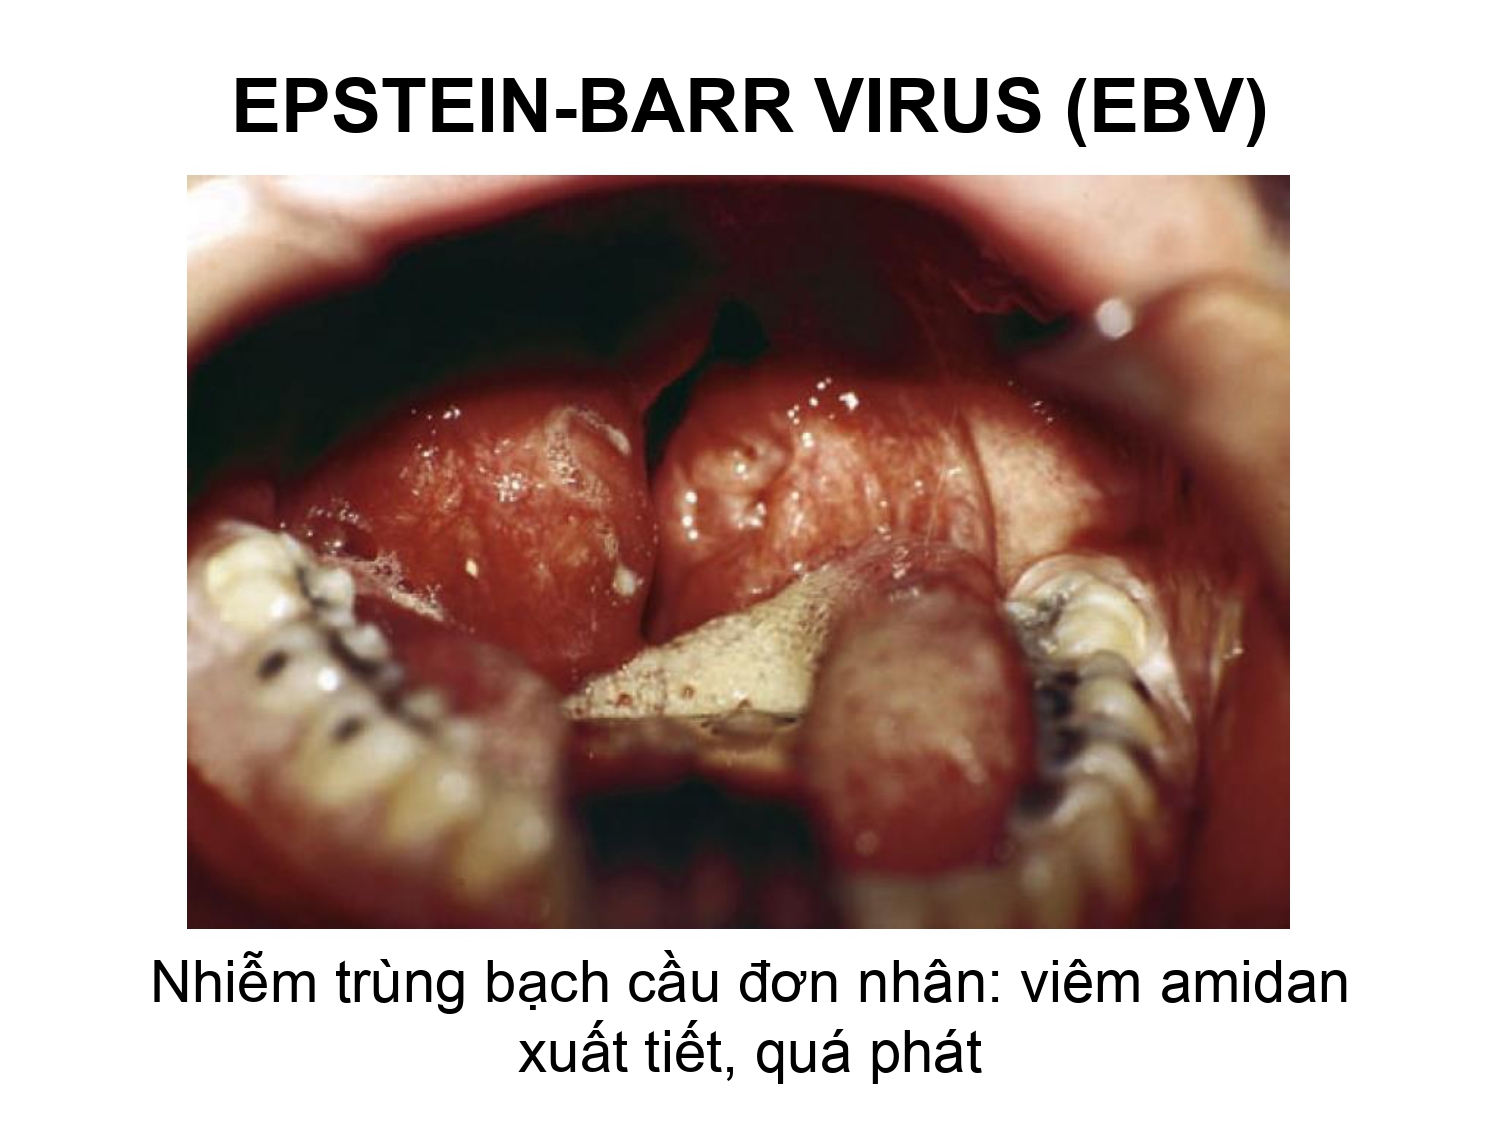 EPSTEIN-BARR VIRUS (EBV)
Nhiễm trùng bạch cầu đơn nhân: viêm amidan
xuất tiết, quá phát